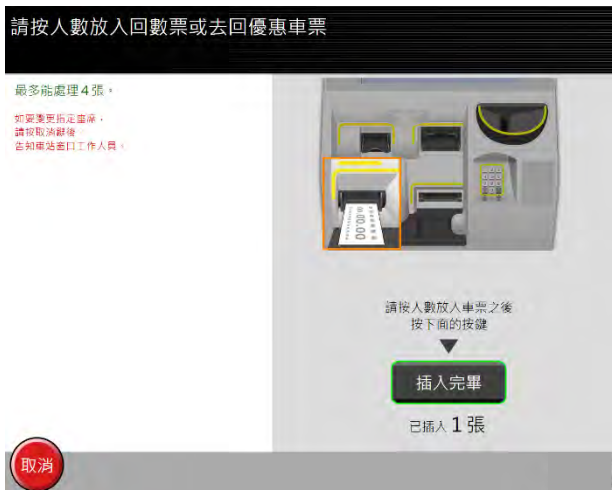 請按人數放入回數票或去回優惠車票
最多能處理4張。
如要變更指定座席，
請按取消鍵後
告知車站窗口工作人員。
00.00
請按人數放入車票之後
按下面的按鍵
插入完畢
已插入 1 張
取消